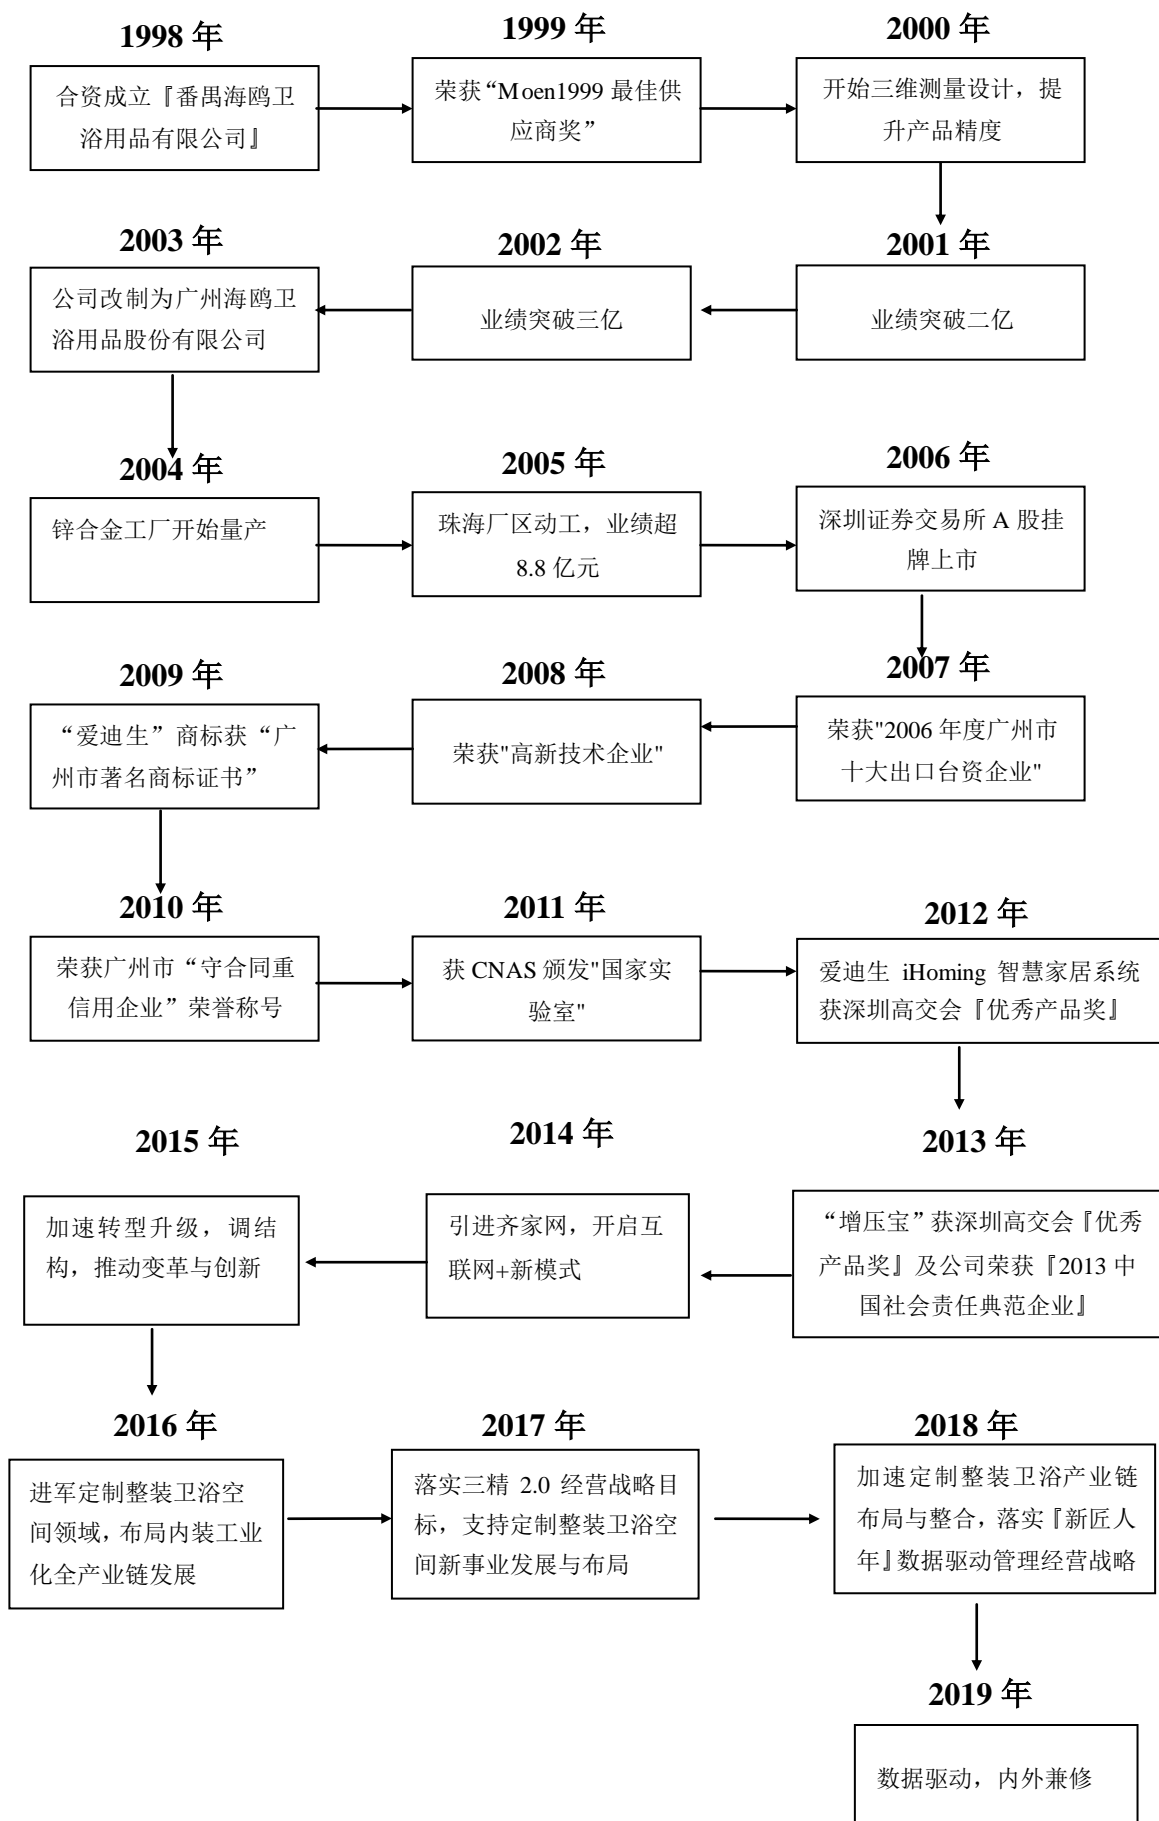 1998 年
合资成立『番禺海鸥卫
浴用品有限公司』
1999 年
荣获“Moen1999 最佳供
应商奖”
2000 年
开始三维测量设计，提
升产品精度
2001 年
业绩突破二亿
2002 年
业绩突破三亿
2003 年
公司改制为广州海鸥卫
浴用品股份有限公司
2004 年
锌合金工厂开始量产
2005 年
珠海厂区动工，业绩超
8.8 亿元
2006 年
深圳证券交易所 A 股挂
牌上市
2007 年
荣获"2006 年度广州市
十大出口台资企业"
2008 年
荣获"高新技术企业"
2009 年
“爱迪生”商标获“广
州市著名商标证书”
2010 年
荣获广州市“守合同重
信用企业”荣誉称号
2011 年
获 CNAS 颁发"国家实
验室"
2012 年
爱迪生 iHoming 智慧家居系统
获深圳高交会『优秀产品奖』
2013 年
“增压宝”获深圳高交会『优秀
产品奖』及公司荣获『2013 中
国社会责任典范企业』
2014 年
引进齐家网，开启互
联网+新模式
2015 年
加速转型升级，调结
构，推动变革与创新
2016 年
进军定制整装卫浴空
间领域，布局内装工业
化全产业链发展
2017 年
落实三精 2.0 经营战略目
标，支持定制整装卫浴空
间新事业发展与布局
2018 年
加速定制整装卫浴产业链
布局与整合，落实『新匠人
年』数据驱动管理经营战略
2019 年
数据驱动，内外兼修